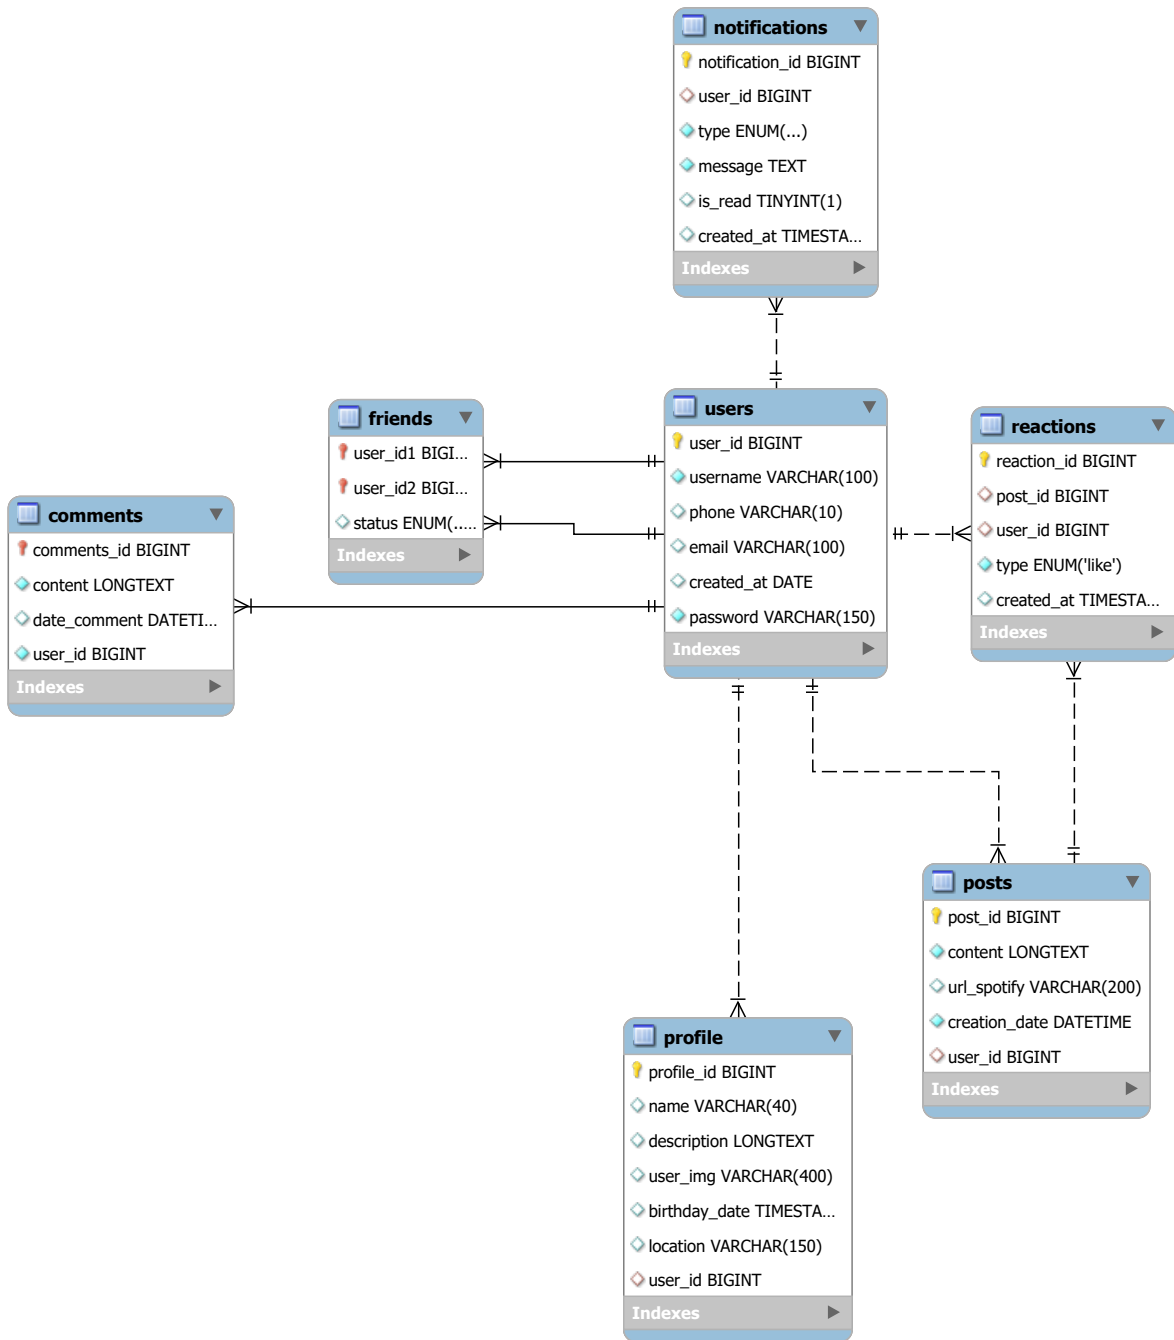 notifications
notification_id BIGINT
user_id BIGINT
type ENUM(...)
message TEXT
is_read TINYINT(1)
created_at TIMESTA...
Indexes
friends
user_id1 BIGI...
user_id2 BIGI...
status ENUM(.....
Indexes
users
user_id BIGINT
username VARCHAR(100)
phone VARCHAR(10)
email VARCHAR(100)
created_at DATE
password VARCHAR(150)
Indexes
reactions
reaction_id BIGINT
post_id BIGINT
user_id BIGINT
type ENUM('like')
created_at TIMESTA...
Indexes
comments
comments_id BIGINT
content LONGTEXT
date_comment DATETI...
user_id BIGINT
Indexes
posts
post_id BIGINT
content LONGTEXT
url_spotify VARCHAR(200)
creation_date DATETIME
user_id BIGINT
Indexes
profile
profile_id BIGINT
name VARCHAR(40)
description LONGTEXT
user_img VARCHAR(400)
birthday_date TIMESTA...
location VARCHAR(150)
user_id BIGINT
Indexes